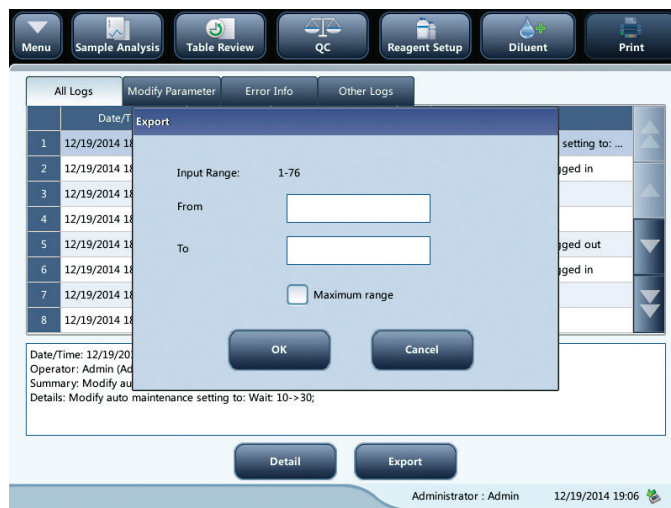 Menu Sample Analysis Table Review QC Reagent Setup Diluent Print
All Logs Modify Parameter Error Info Other Logs
Date/T
Export
1 12/19/2014 18 setting to: ...
2 12/19/2014 18 gged in
3 12/19/2014 18
4 12/19/2014 18
5 12/19/2014 18 gged out
6 12/19/2014 18 gged in
7 12/19/2014 18
8 12/19/2014 18
Input Range: 1-76
From
To
Maximum range
OK Cancel
Date/Time: 12/19/20
Operator: Admin (Ad
Summary: Modify au
Details: Modify auto maintenance setting to: Wait: 10->30;
Detail Export
Administrator : Admin 12/19/2014 19:06